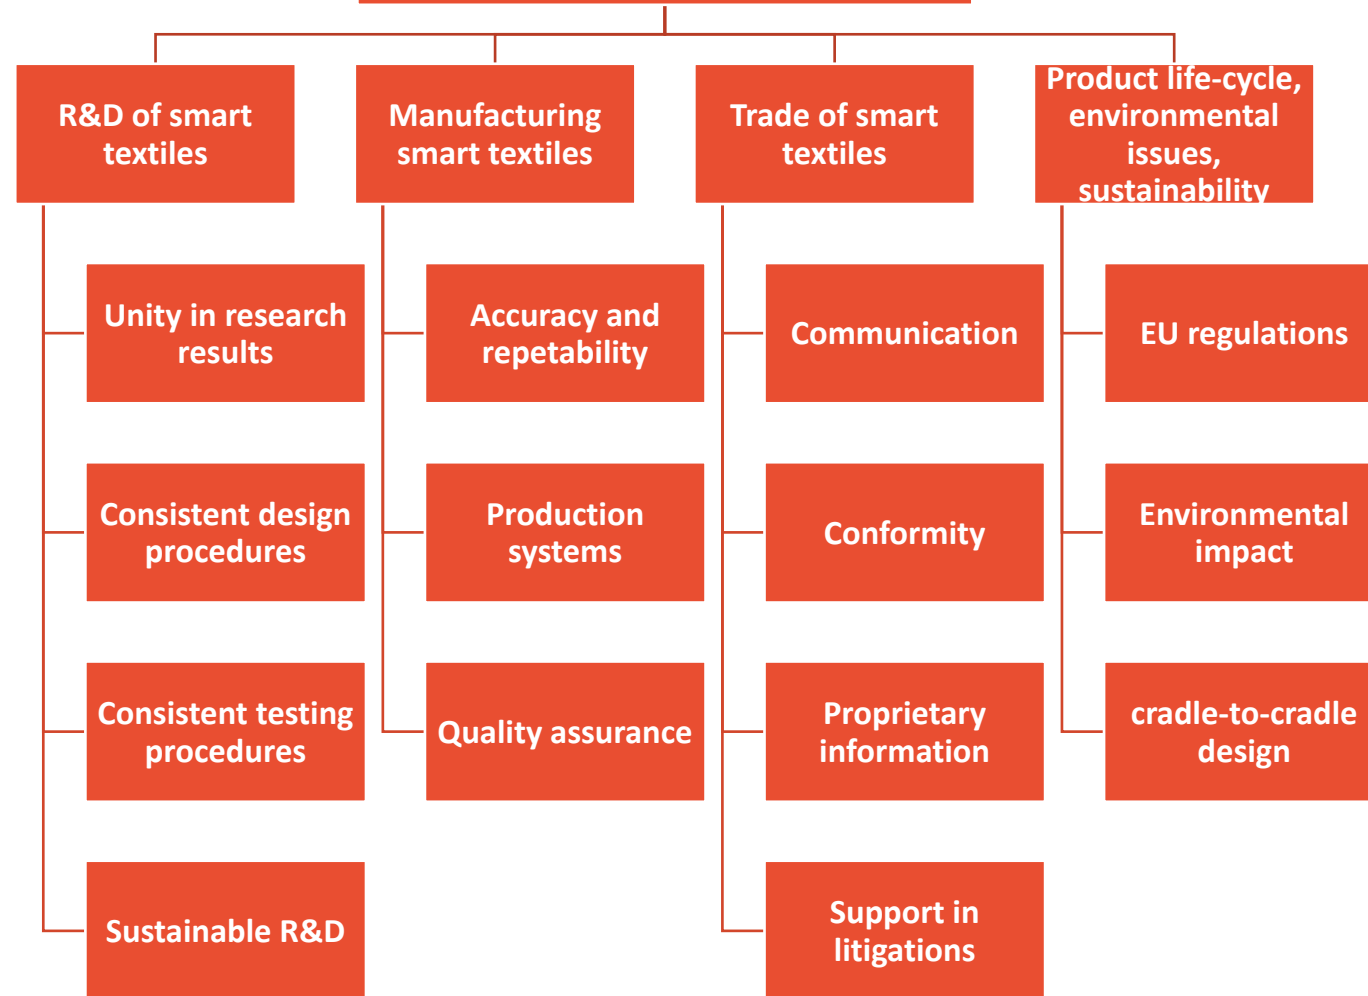 R&D of smart
textiles
Unity in research
results
Consistent design
procedures
Consistent testing
procedures
Sustainable R&D
Manufacturing
smart textiles
Accuracy and
repetability
Production
systems
Quality assurance
Trade of smart
textiles
Communication
Conformity
Proprietary
information
Support in
litigations
Product life-cycle,
environmental
issues,
sustainability
EU regulations
Environmental
impact
cradle-to-cradle
design